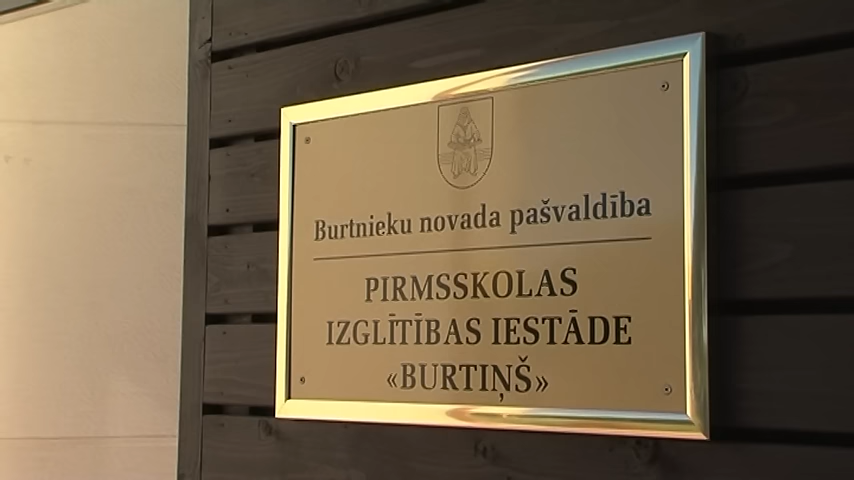 Burtnieku novada pašvaldība
PIRMSSKOLAS
IZGLĪTĪBAS IESTĀDE
«BURTIŅŠ»